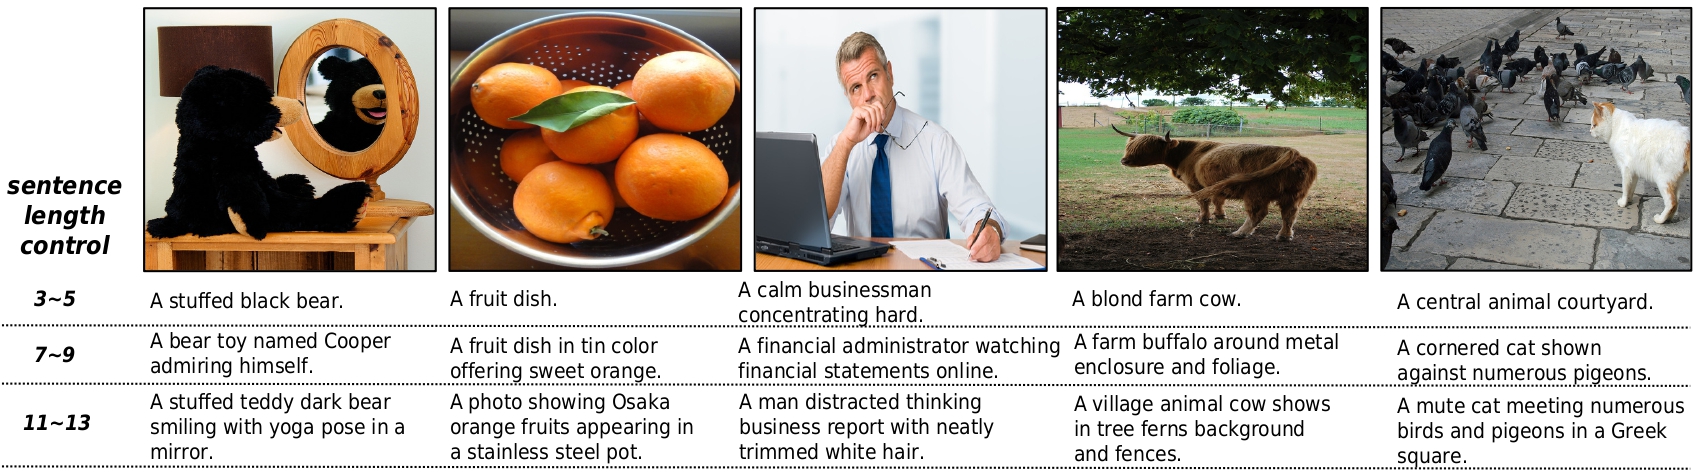 sentence
length
control
3~5
A stuffed black bear.
A fruit dish.
A calm businessman
concentrating hard.
A blond farm cow.
A central animal courtyard.
7~9
A bear toy named Cooper
admiring himself.
A fruit dish in tin color
offering sweet orange.
A financial administrator watching
financial statements online.
A farm buffalo around metal
enclosure and foliage.
A cornered cat shown
against numerous pigeons.
11~13
A stuffed teddy dark bear
smiling with yoga pose in a
mirror.
A photo showing Osaka
orange fruits appearing in
a stainless steel pot.
A man distracted thinking
business report with neatly
trimmed white hair.
A village animal cow shows
in tree ferns background
and fences.
A mute cat meeting numerous
birds and pigeons in a Greek
square.